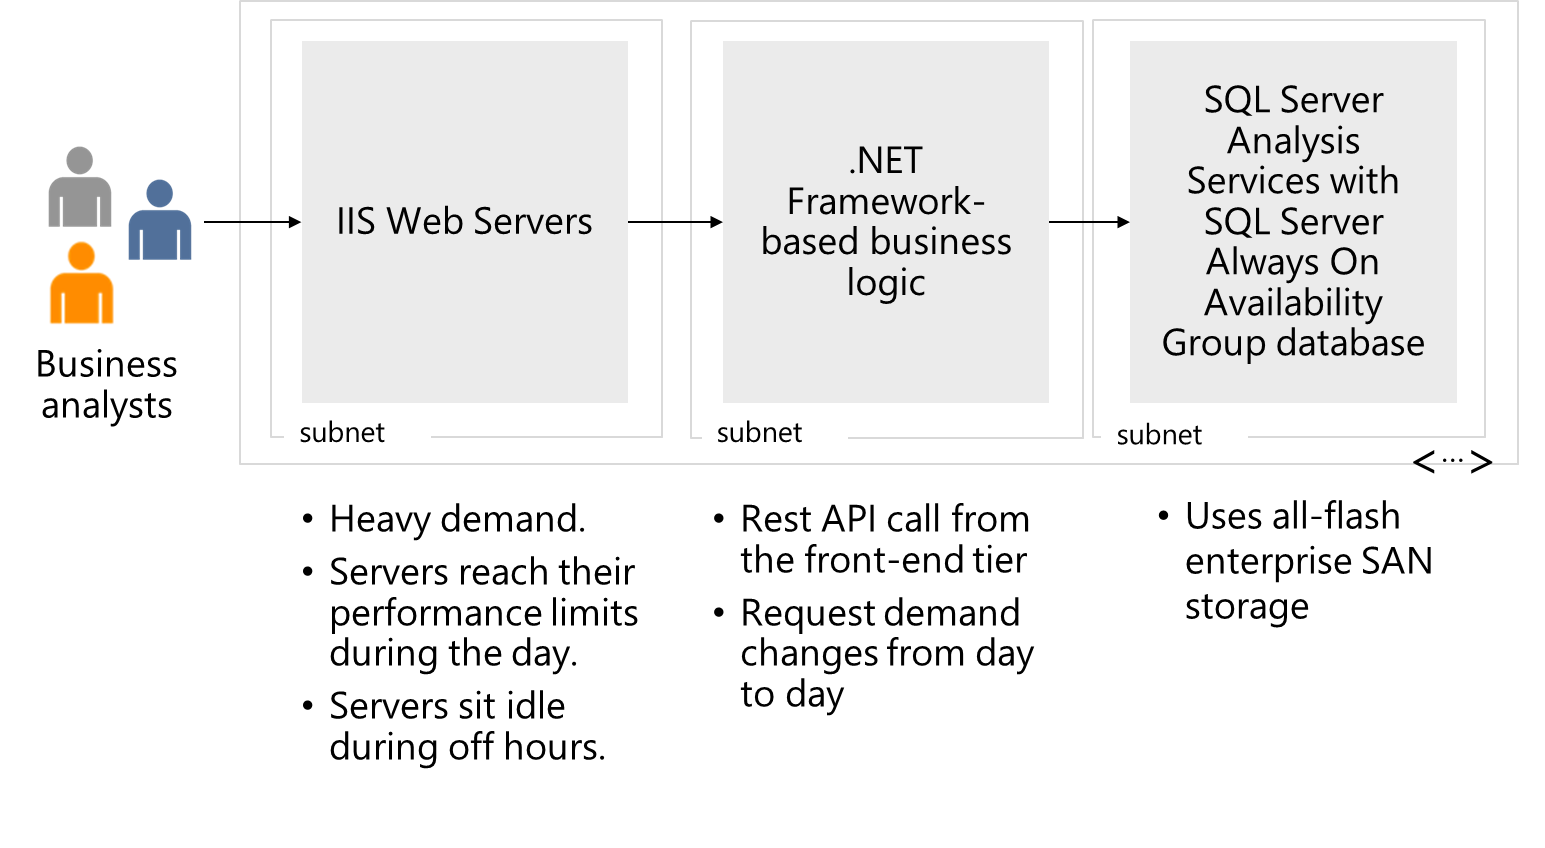 Business
analysts
IIS Web Servers
subnet
.NET
Framework-
based business
logic
subnet
SQL Server
Analysis
Services with
SQL Server
Always On
Availability
Group database
subnet
<···>
• Heavy demand.
• Servers reach their
performance limits
during the day.
• Servers sit idle
during off hours.
• Rest API call from
the front-end tier
• Request demand
changes from day
to day
• Uses all-flash
enterprise SAN
storage